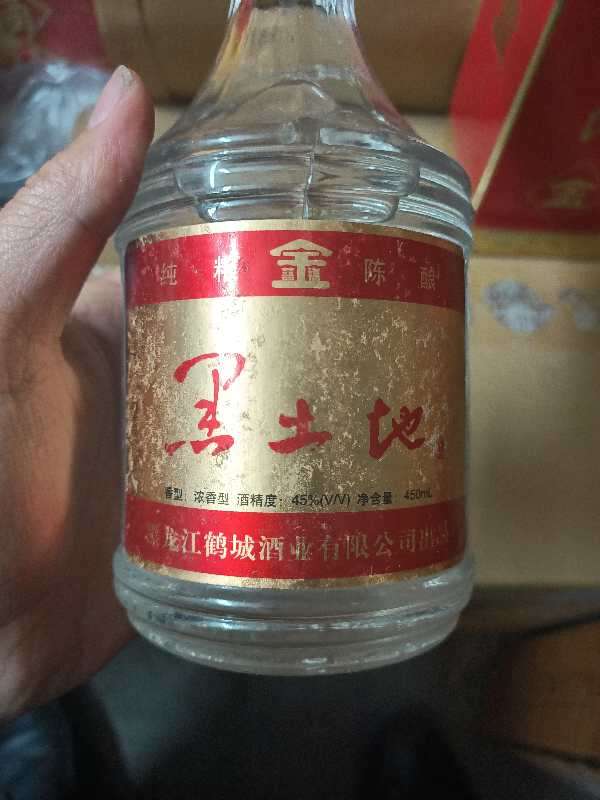 纯粮 金 陈酿
黑土地
香型：浓香型 酒精度：45%(V/V) 净含量：450mL
黑龙江鹤城酒业有限公司出品